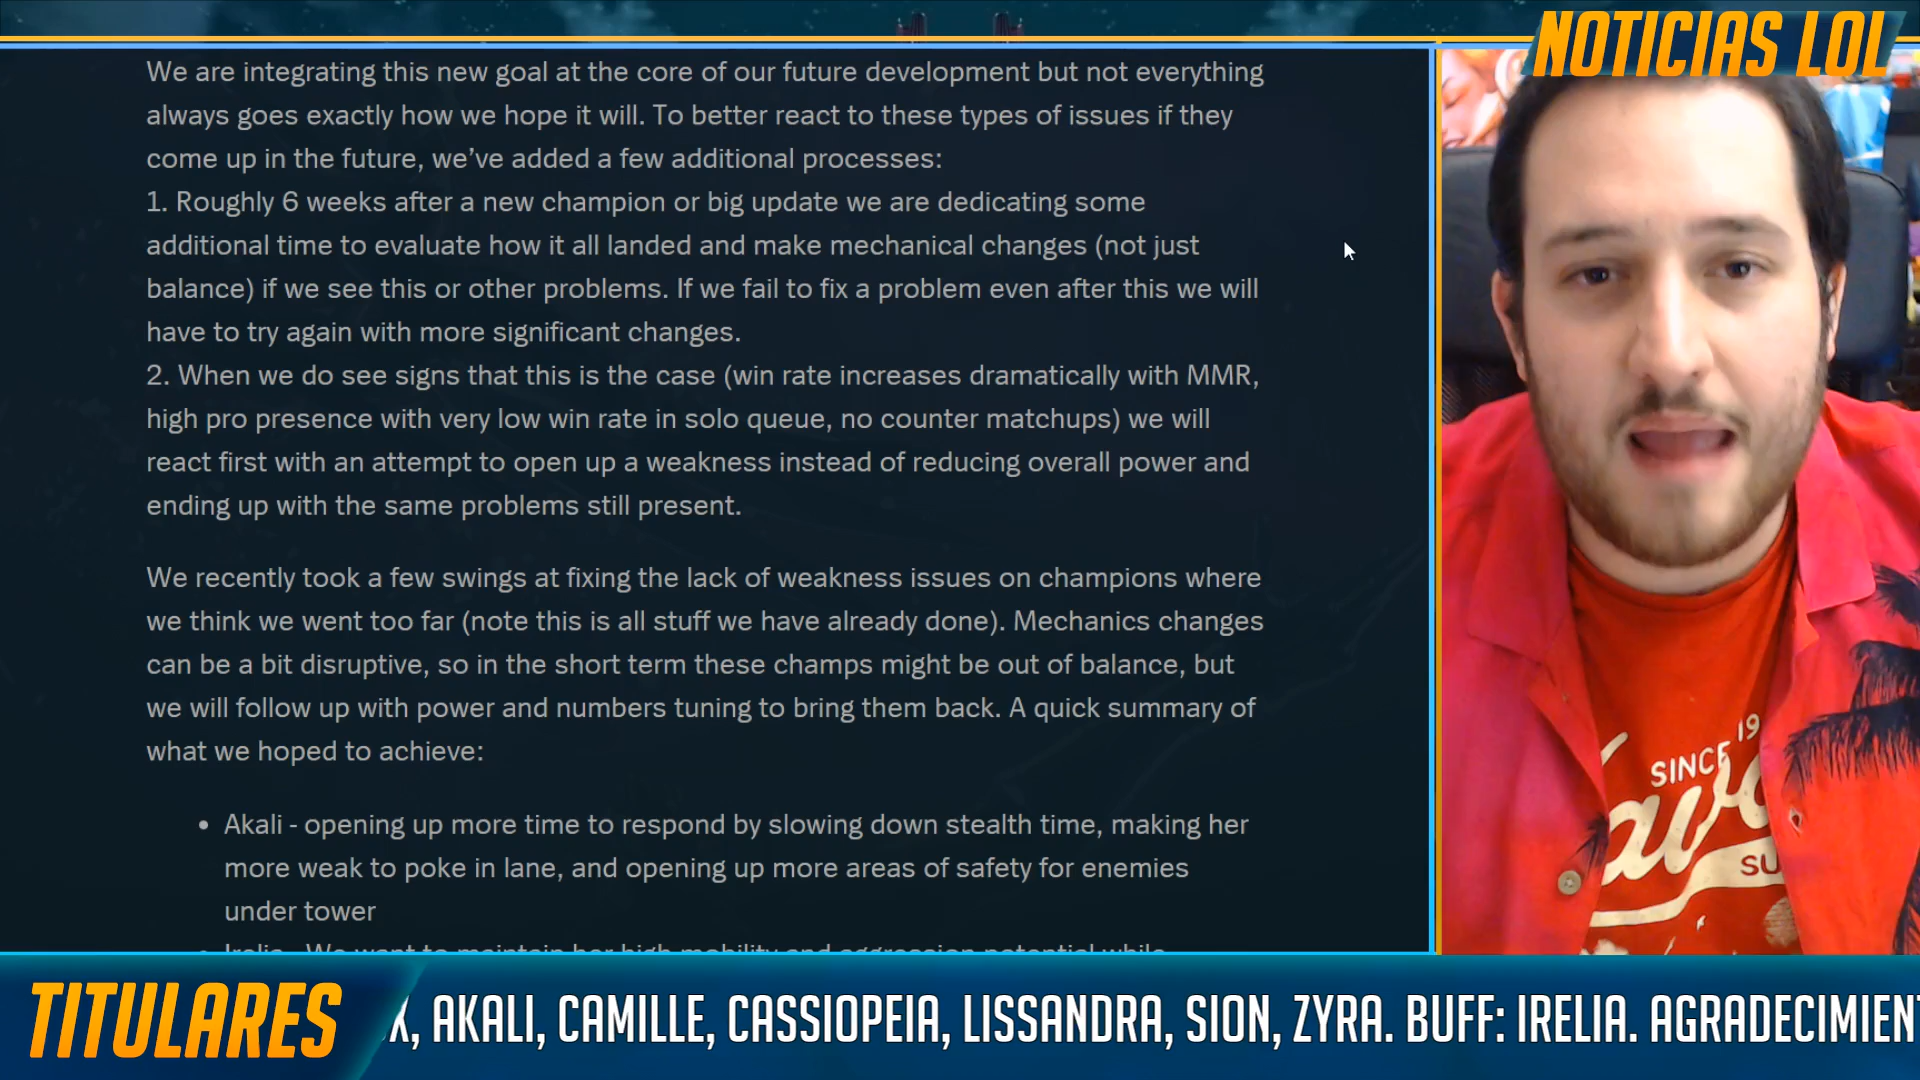 NOTICIAS LOL
We are integrating this new goal at the core of our future development but not everything
always goes exactly how we hope it will. To better react to these types of issues if they
come up in the future, we’ve added a few additional processes:
1. Roughly 6 weeks after a new champion or big update we are dedicating some
additional time to evaluate how it all landed and make mechanical changes (not just
balance) if we see this or other problems. If we fail to fix a problem even after this we will
have to try again with more significant changes.
2. When we do see signs that this is the case (win rate increases dramatically with MMR,
high pro presence with very low win rate in solo queue, no counter matchups) we will
react first with an attempt to open up a weakness instead of reducing overall power and
ending up with the same problems still present.
We recently took a few swings at fixing the lack of weakness issues on champions where
we think we went too far (note this is all stuff we have already done). Mechanics changes
can be a bit disruptive, so in the short term these champs might be out of balance, but
we will follow up with power and numbers tuning to bring them back. A quick summary of
what we hoped to achieve:
• Akali - opening up more time to respond by slowing down stealth time, making her
more weak to poke in lane, and opening up more areas of safety for enemies
under tower
• Irelia - We want to maintain her high mobility and aggression potential while
SINCE 19
SU
TITULARES
X, AKALI, CAMILLE, CASSIOPEIA, LISSANDRA, SION, ZYRA. BUFF: IRELIA. AGRADECIMIEN